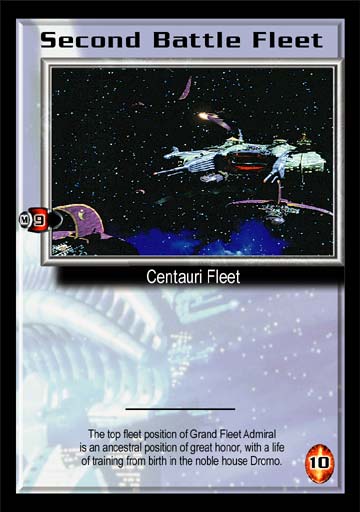 Second Battle Fleet
M 9
Centauri Fleet
The top fleet position of Grand Fleet Admiral
is an ancestral position of great honor, with a life
of training from birth in the noble house Dromo.
10